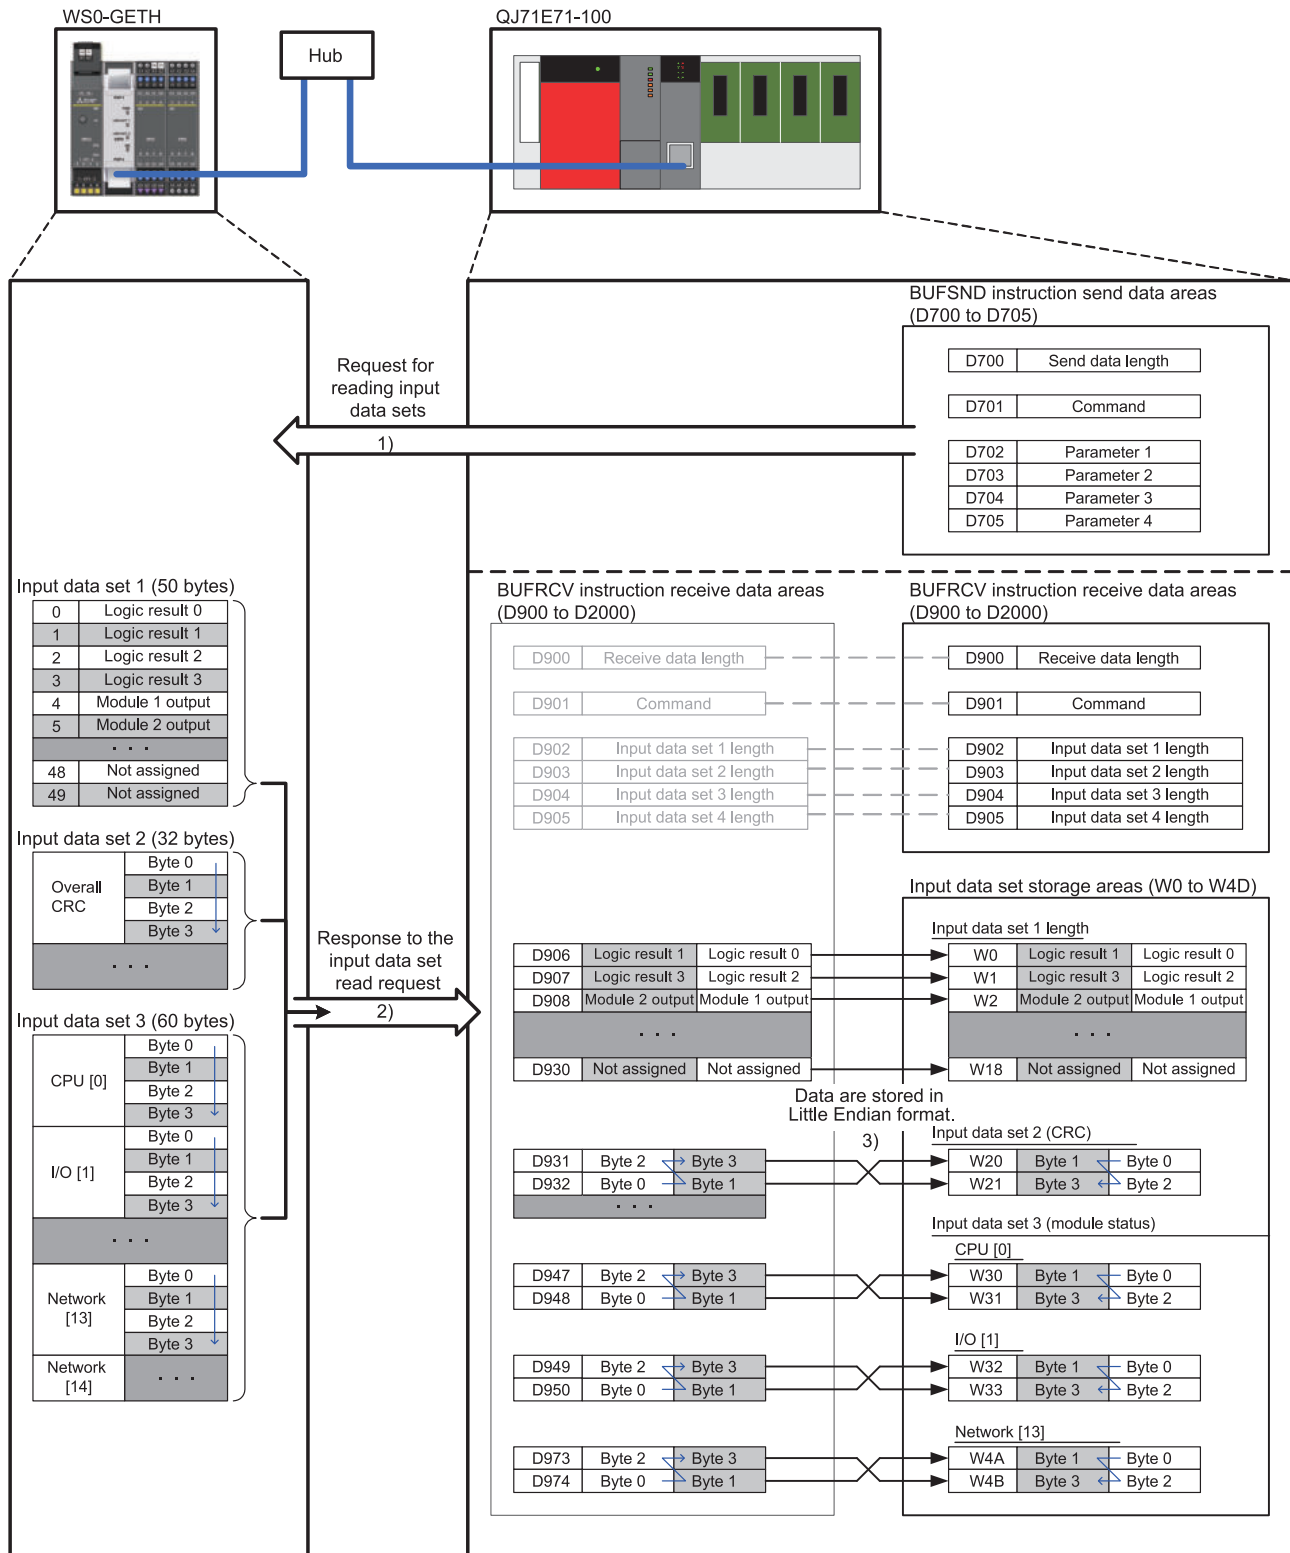 WS0-GETH
QJ71E71-100
Hub
BUFSND instruction send data areas
(D700 to D705)
D700 Send data length
D701 Command
D702 Parameter 1
D703 Parameter 2
D704 Parameter 3
D705 Parameter 4
Request for
reading input
data sets
1)
Input data set 1 (50 bytes)
0 Logic result 0
1 Logic result 1
2 Logic result 2
3 Logic result 3
4 Module 1 output
5 Module 2 output
· · ·
48 Not assigned
49 Not assigned
Input data set 2 (32 bytes)
Overall
CRC
Byte 0
Byte 1
Byte 2
Byte 3
· · ·
Input data set 3 (60 bytes)
CPU [0]
Byte 0
Byte 1
Byte 2
Byte 3
I/O [1]
Byte 0
Byte 1
Byte 2
Byte 3
· · ·
Network
[13]
Byte 0
Byte 1
Byte 2
Byte 3
Network
[14]
· · ·
Response to the
input data set
read request
2)
BUFRCV instruction receive data areas
(D900 to D2000)
D900 Receive data length
D901 Command
D902 Input data set 1 length
D903 Input data set 2 length
D904 Input data set 3 length
D905 Input data set 4 length
D906 Logic result 1 Logic result 0
D907 Logic result 3 Logic result 2
D908 Module 2 output Module 1 output
· · ·
D930 Not assigned Not assigned
Data are stored in
Little Endian format.
3)
D931 Byte 2 Byte 3
D932 Byte 0 Byte 1
· · ·
D947 Byte 2 Byte 3
D948 Byte 0 Byte 1
D949 Byte 2 Byte 3
D950 Byte 0 Byte 1
D973 Byte 2 Byte 3
D974 Byte 0 Byte 1
BUFRCV instruction receive data areas
(D900 to D2000)
D900 Receive data length
D901 Command
D902 Input data set 1 length
D903 Input data set 2 length
D904 Input data set 3 length
D905 Input data set 4 length
Input data set storage areas (W0 to W4D)
Input data set 1 length
W0 Logic result 1 Logic result 0
W1 Logic result 3 Logic result 2
W2 Module 2 output Module 1 output
· · ·
W18 Not assigned Not assigned
Input data set 2 (CRC)
W20 Byte 1 Byte 0
W21 Byte 3 Byte 2
Input data set 3 (module status)
CPU [0]
W30 Byte 1 Byte 0
W31 Byte 3 Byte 2
I/O [1]
W32 Byte 1 Byte 0
W33 Byte 3 Byte 2
Network [13]
W4A Byte 1 Byte 0
W4B Byte 3 Byte 2